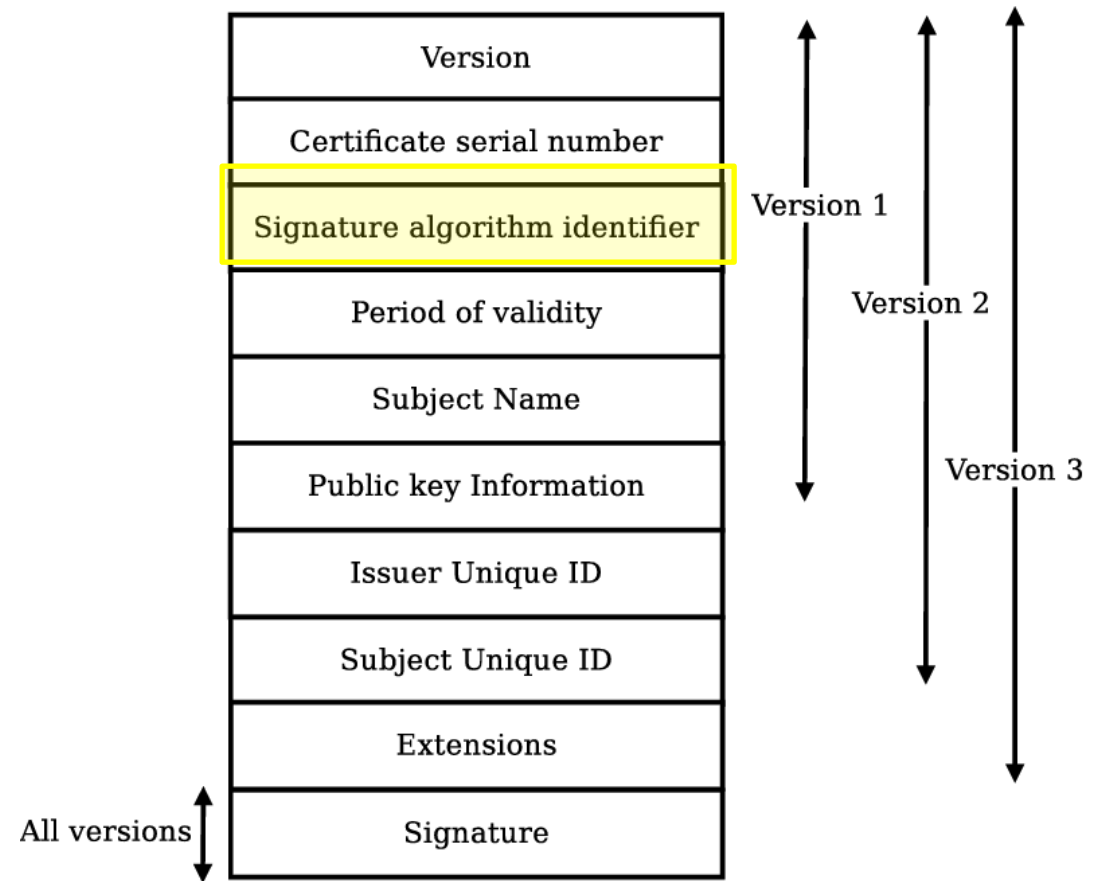 Version
Certificate serial number
Signature algorithm identifier
Period of validity
Subject Name
Public key Information
Issuer Unique ID
Subject Unique ID
Extensions
Signature
Version 1
Version 2
Version 3
All versions